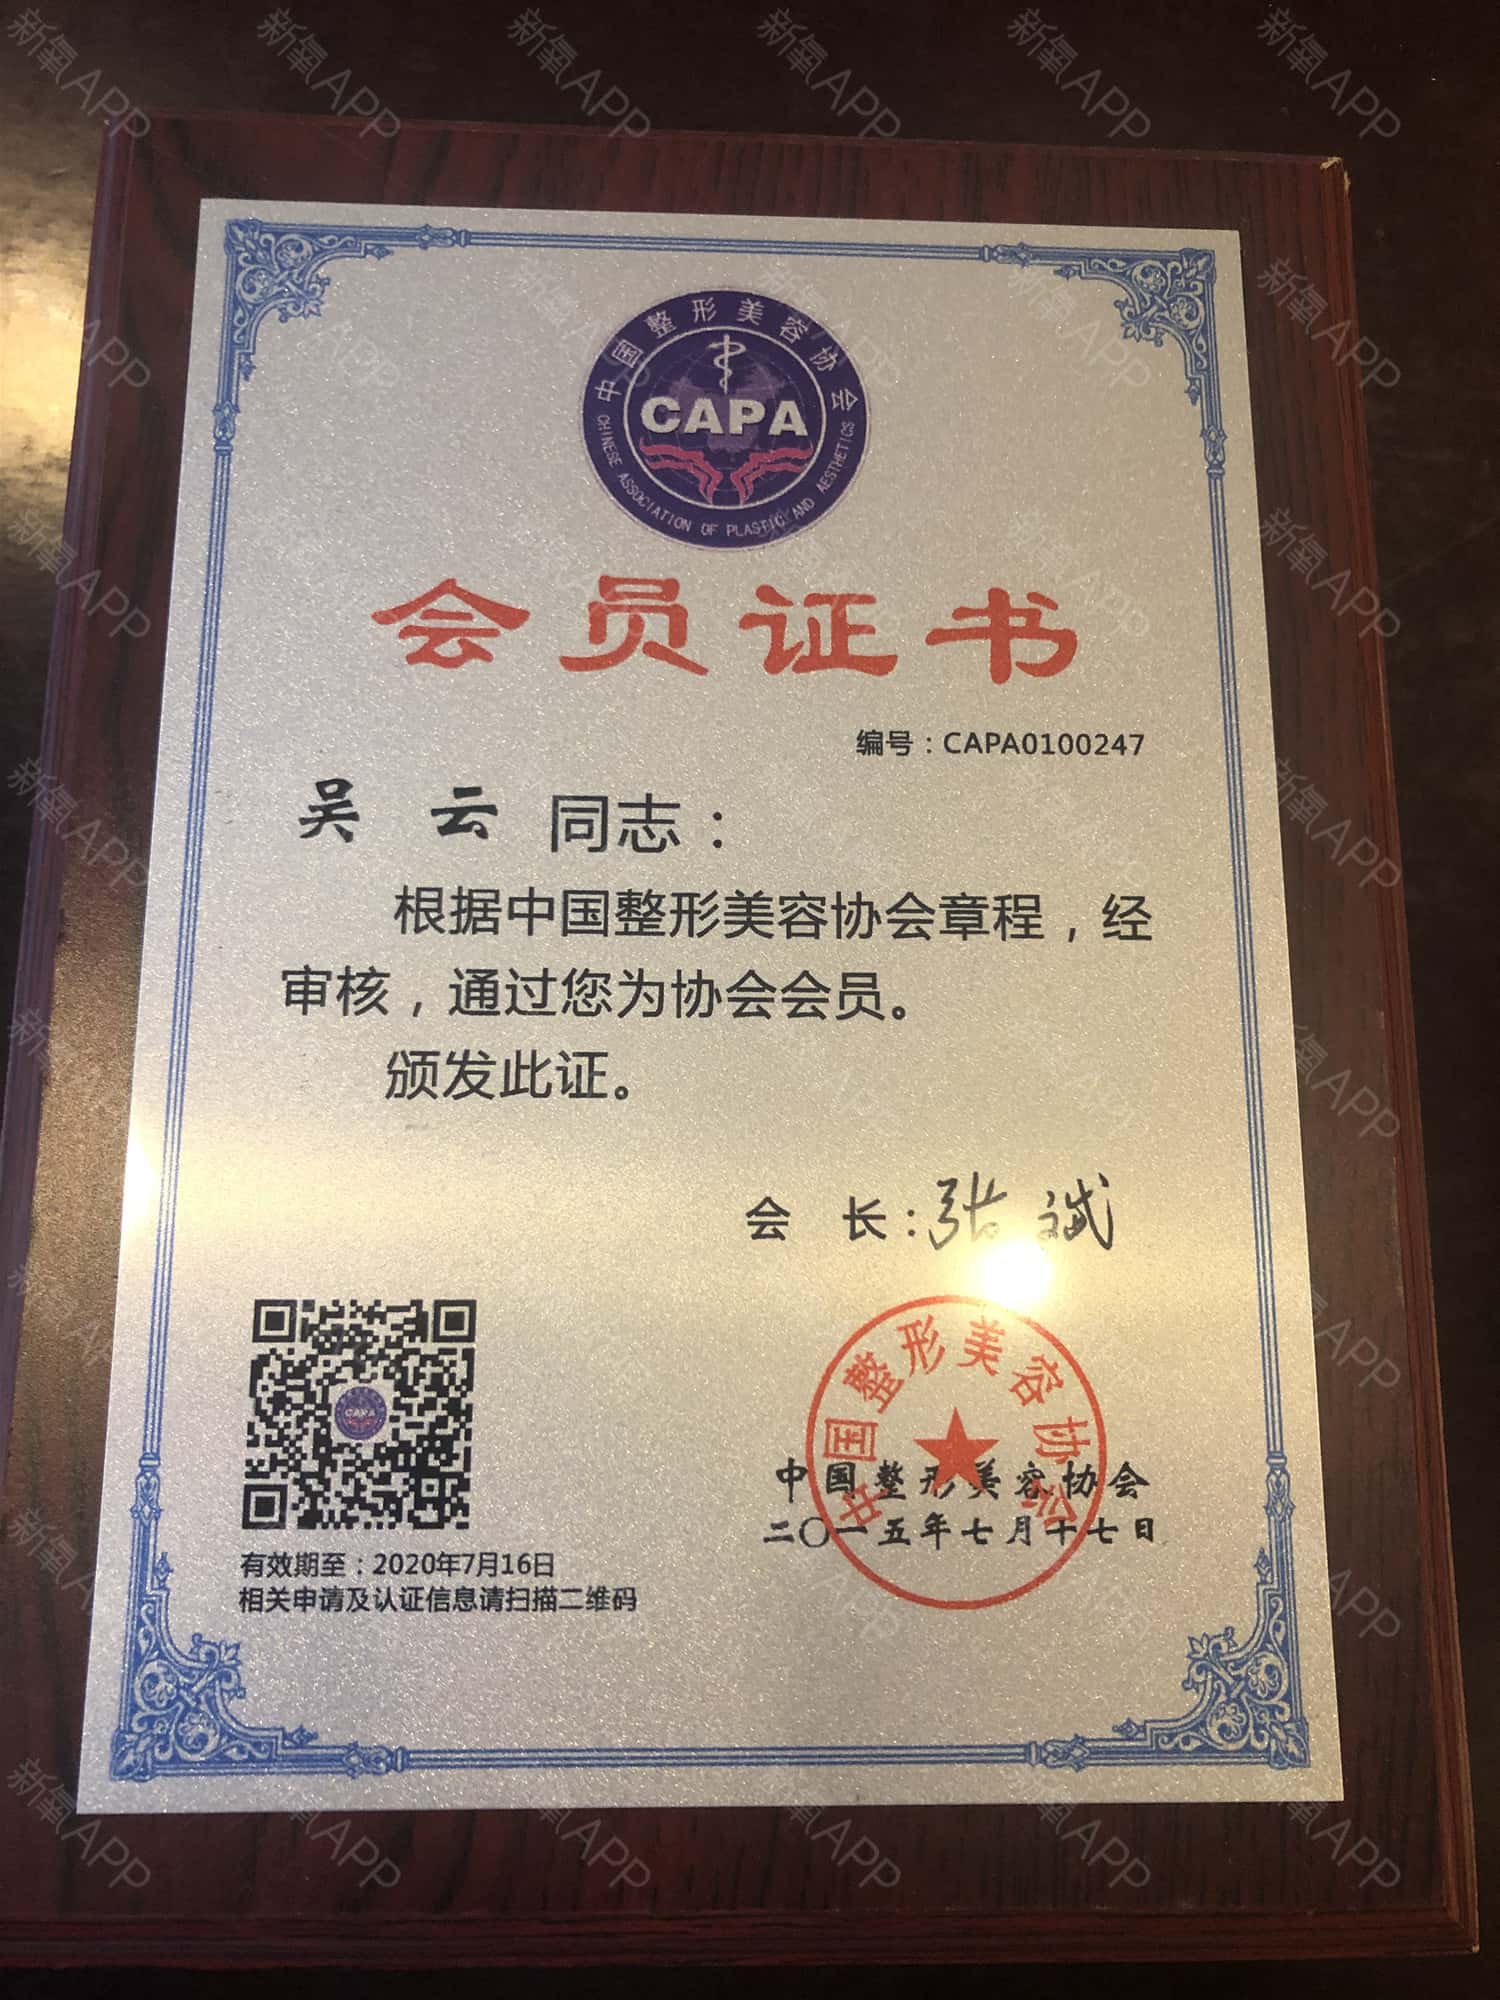 中国整形美容协会
CAPA
CHINESE ASSOCIATION OF PLASTIC AND AESTHETICS
会员证书
编号：CAPA0100247
吴 云 同志：
根据中国整形美容协会章程，经
审核，通过您为协会会员。
颁发此证。
会 长：张 斌
CAPA
中国整形美容协会
中国整形美容协会
二〇一五年七月十七日
有效期至：2020年7月16日
相关申请及认证信息请扫描二维码
新氧APP